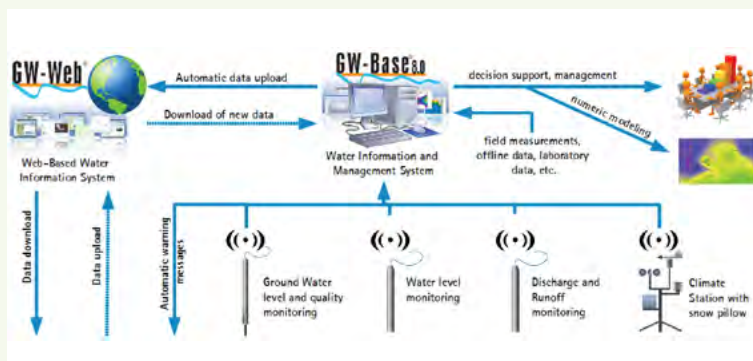 GW-Web®
GW-Base® 8.0
Automatic data upload
decision support, management
Download of new data
numeric modeling
Web-Based Water
Information System
Water Information and
Management System
field measurements,
offline data, laboratory
data, etc.
Data download
Data upload
Automatic warning
messages
Ground Water
level and quality
monitoring
Water level
monitoring
Discharge and
Runoff
monitoring
Climate
Station with
snow pillow